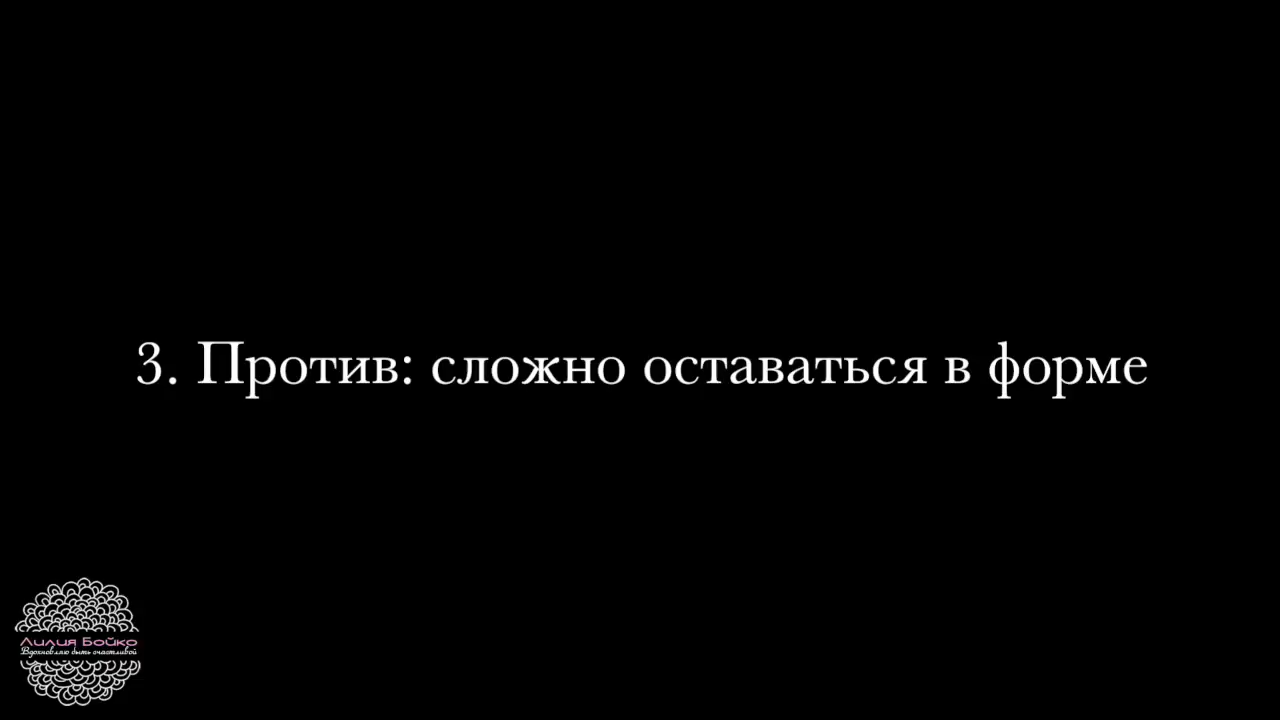 3. Против: сложно оставаться в форме
Лилия Бойко
Вдохновляю быть счастливой